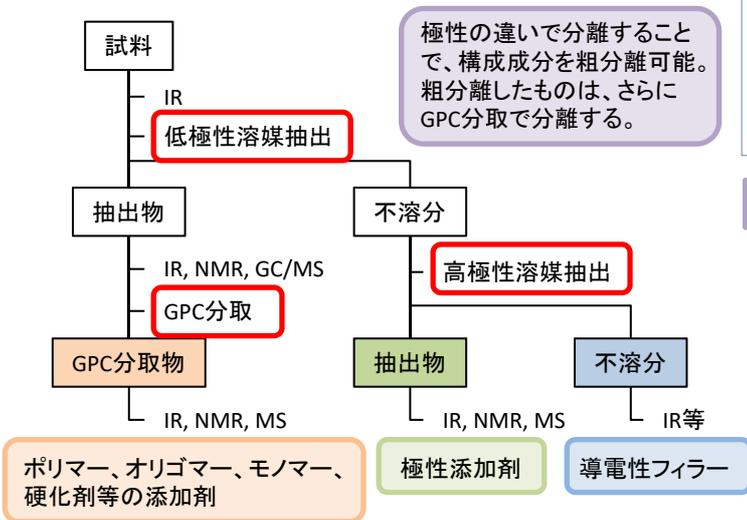 試料
極性の違いで分離すること
で、構成成分を粗分離可能。
粗分離したものは、さらに
GPC分取で分離する。
IR
低極性溶媒抽出
抽出物
不溶分
IR, NMR, GC/MS
高極性溶媒抽出
GPC分取
GPC分取物
抽出物
不溶分
IR, NMR, MS
IR, NMR, MS
IR等
ポリマー、オリゴマー、モノマー、
硬化剤等の添加剤
極性添加剤
導電性フィラー